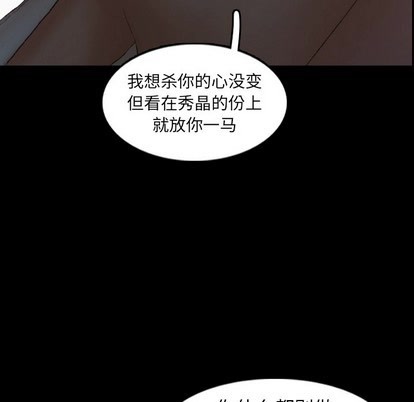 我想杀你的心没变
但看在秀晶的份上
就放你一马